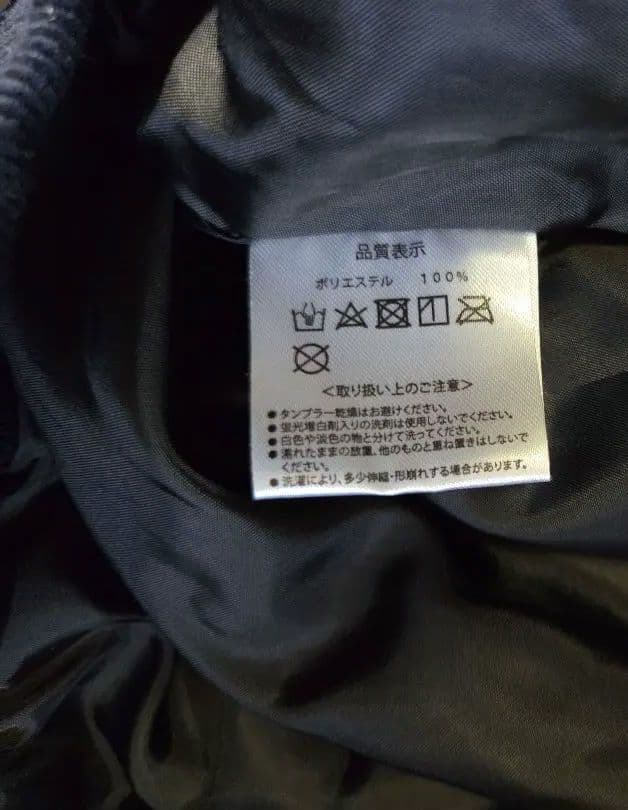 品質表示
ポリエステル 100%
<取り扱い上のご注意>
●タンブラー乾燥はお避けください。
●蛍光増白剤入りの洗剤は使用しないでください。
●白色や淡色の物と分けて洗ってください。
●濡れたままの放置、他のものと重ね置きはしないで
ください。
●洗濯により、多少伸縮・形崩れする場合があります。